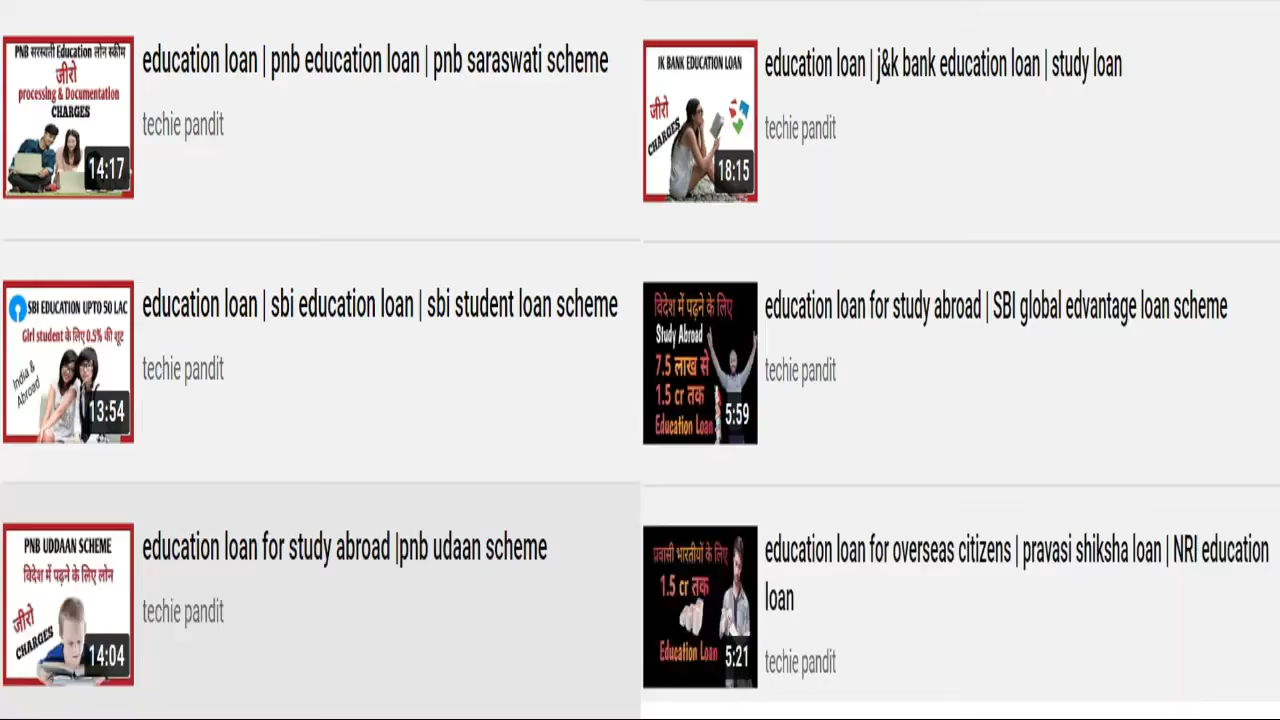 PNB सरस्वती Education लोन स्कीम
जीरो
processing & Documentation
CHARGES
14:17
education loan | pnb education loan | pnb saraswati scheme
techie pandit
SBI EDUCATION UPTO 50 LAC
Girl student के लिए 0.5% की छूट
India &
Abroad
13:54
education loan | sbi education loan | sbi student loan scheme
techie pandit
PNB UDDAAN SCHEME
विदेश में पढ़ने के लिए लोन
जीरो
CHARGES
14:04
education loan for study abroad |pnb udaan scheme
techie pandit
JK BANK EDUCATION LOAN
जीरो
CHARGES
18:15
education loan | j&k bank education loan | study loan
techie pandit
विदेश में पढ़ने के लिए
Study Abroad
7.5 लाख से
1.5 cr तक
Education Loan
5:59
education loan for study abroad | SBI global edvantage loan scheme
techie pandit
प्रवासी भारतीयों के लिए
1.5 cr तक
Education Loan
5:21
education loan for overseas citizens | pravasi shiksha loan | NRI education
loan
techie pandit